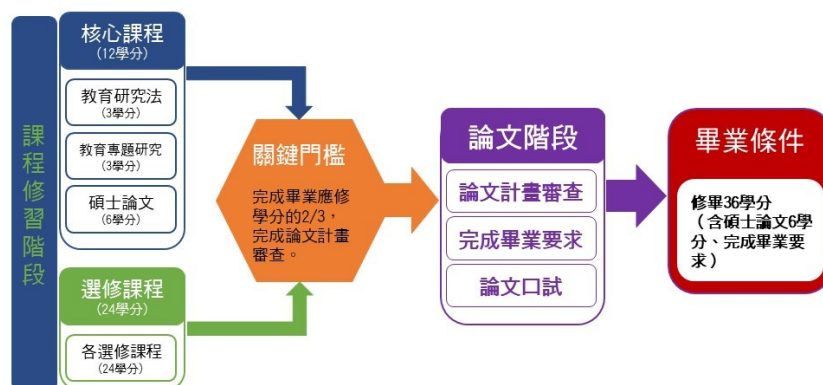 課程修習階段
核心課程
(12學分)
教育研究法
(3學分)
教育專題研究
(3學分)
碩士論文
(6學分)
選修課程
(24學分)
各選修課程
(24學分)
關鍵門檻
完成畢業應修
學分的2/3，
完成論文計畫
審查。
論文階段
論文計畫審查
完成畢業要求
論文口試
畢業條件
修畢36學分
（含碩士論文6學
分、完成畢業要
求）